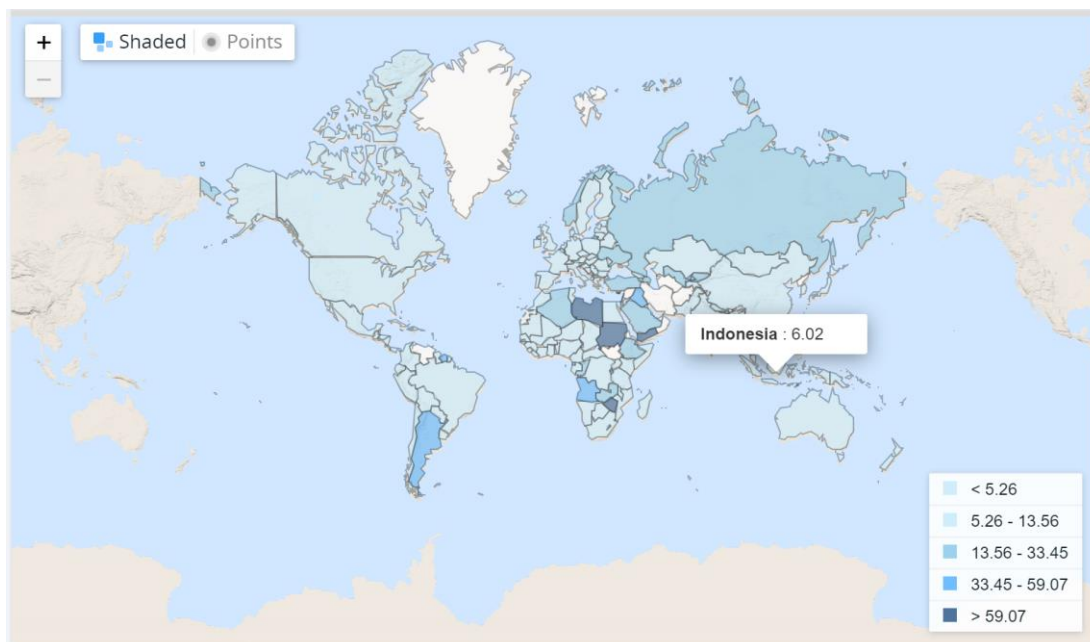 +
Shaded Points
−
Indonesia : 6.02
< 5.26
5.26 - 13.56
13.56 - 33.45
33.45 - 59.07
> 59.07